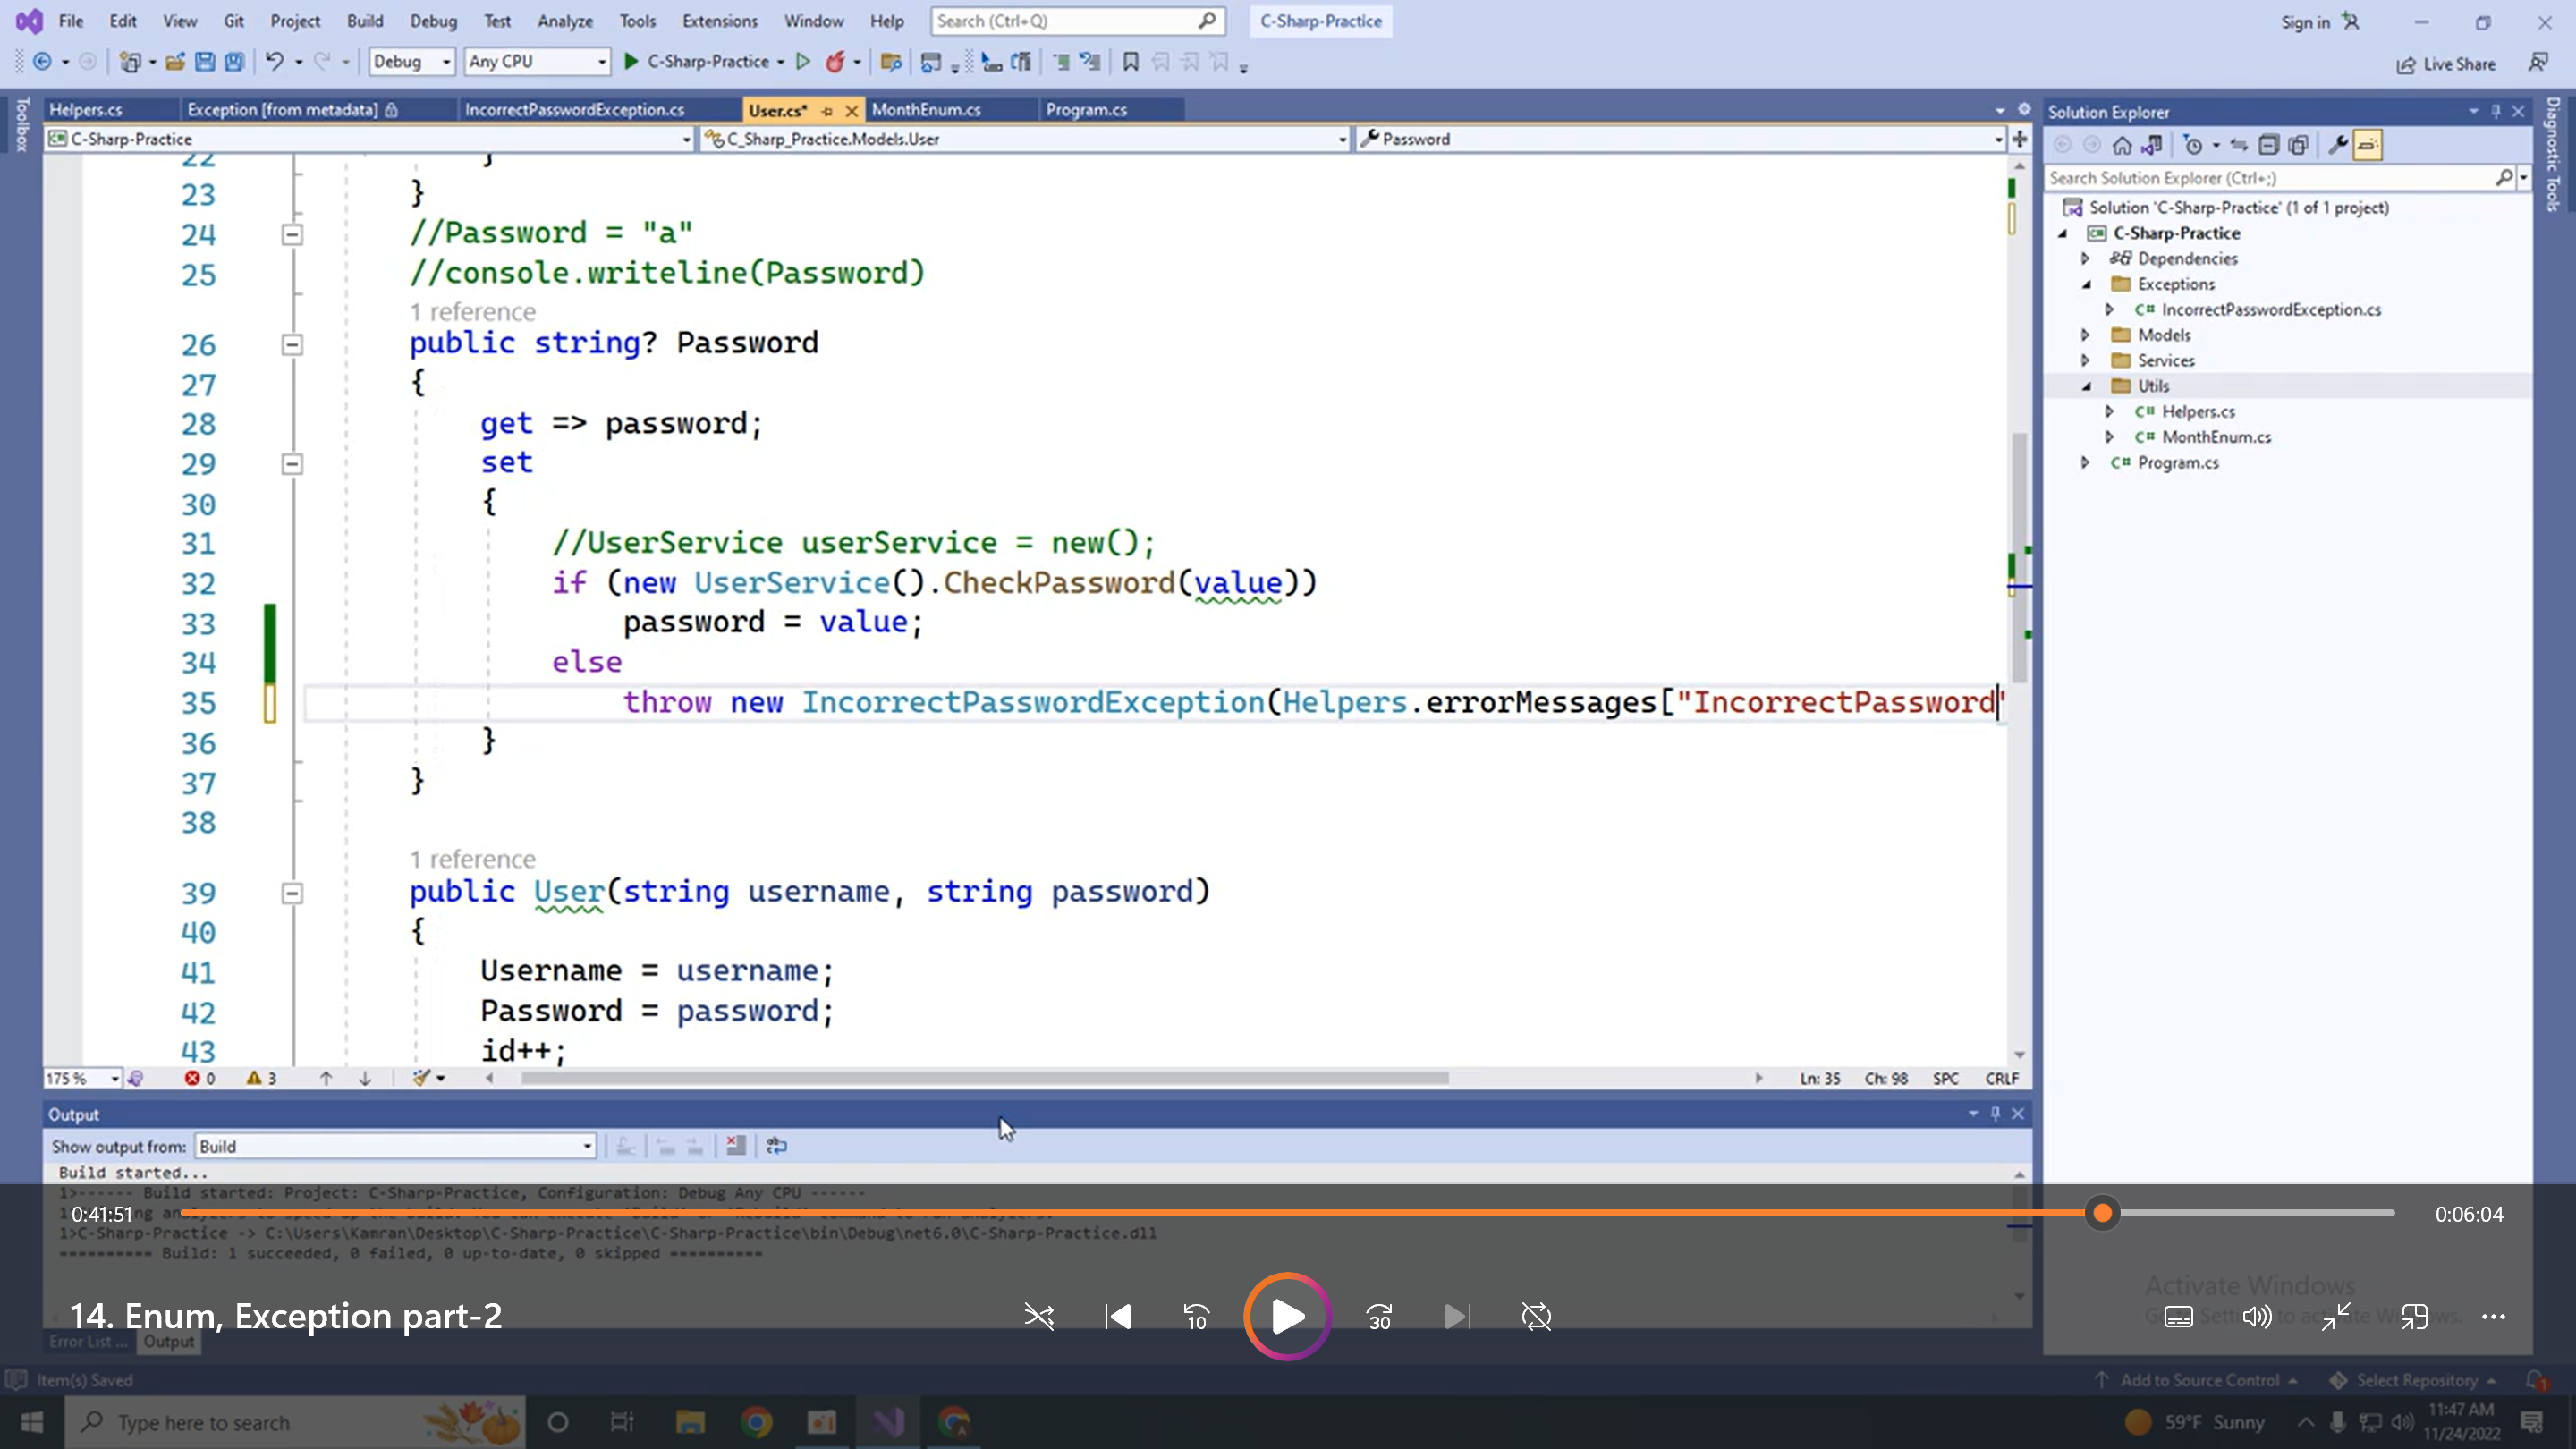 File Edit View Git Project Build Debug Test Analyze Tools Extensions Window Help Search (Ctrl+Q) C-Sharp-Practice Sign in
Debug Any CPU C-Sharp-Practice Live Share
Toolbox
Helpers.cs Exception [from metadata] IncorrectPasswordException.cs User.cs* MonthEnum.cs Program.cs
C-Sharp-Practice C_Sharp_Practice.Models.User Password
22 }
23 }
24 //Password = "a"
25 //console.writeline(Password)
1 reference
26 public string? Password
27 {
28 get => password;
29 set
30 {
31 //UserService userService = new();
32 if (new UserService().CheckPassword(value))
33 password = value;
34 else
35 throw new IncorrectPasswordException(Helpers.errorMessages["IncorrectPassword"
36 }
37 }
38
1 reference
39 public User(string username, string password)
40 {
41 Username = username;
42 Password = password;
43 id++;
175 % 0 3 Ln: 35 Ch: 98 SPC CRLF
Solution Explorer
Search Solution Explorer (Ctrl+;)
Solution 'C-Sharp-Practice' (1 of 1 project)
C-Sharp-Practice
Dependencies
Exceptions
C# IncorrectPasswordException.cs
Models
Services
Utils
C# Helpers.cs
C# MonthEnum.cs
C# Program.cs
Diagnostic Tools
Output
Show output from: Build
Build started...
1>------ Build started: Project: C-Sharp-Practice, Configuration: Debug Any CPU ------
0:41:51 0:06:04
1>C-Sharp-Practice -> C:\Users\Kamran\Desktop\C-Sharp-Practice\C-Sharp-Practice\bin\Debug\net6.0\C-Sharp-Practice.dll
========== Build: 1 succeeded, 0 failed, 0 up-to-date, 0 skipped ==========
Activate Windows
14. Enum, Exception part-2 10 30
Error List ... Output
Item(s) Saved Add to Source Control Select Repository 1
Type here to search 59°F Sunny 11:47 AM
11/24/2022